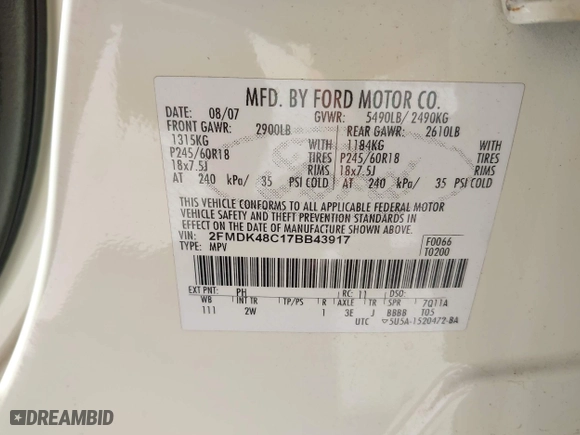 MFD. BY FORD MOTOR CO.
DATE: 08/07 GVWR: 5490LB/ 2490KG
FRONT GAWR: 2900LB REAR GAWR: 2610LB
1315KG WITH 1184KG WITH
P245/60R18 TIRES P245/60R18 TIRES
18x7.5J RIMS 18x7.5J RIMS
AT 240 kPa/ 35 PSI COLD AT 240 kPa/ 35 PSI COLD
THIS VEHICLE CONFORMS TO ALL APPLICABLE FEDERAL MOTOR
VEHICLE SAFETY AND THEFT PREVENTION STANDARDS IN
EFFECT ON THE DATE OF MANUFACTURE SHOWN ABOVE.
VIN: 2FMDK48C17BB43917 F0066
TYPE: MPV T0200
EXT PNT: PH RC: 11 DSO:
WB INT TR TP/PS R AXLE TR SPR 7Q11A
111 2W 1 3E J BBBB T05
UTC 5U5A-1520472-BA
DREAMBID